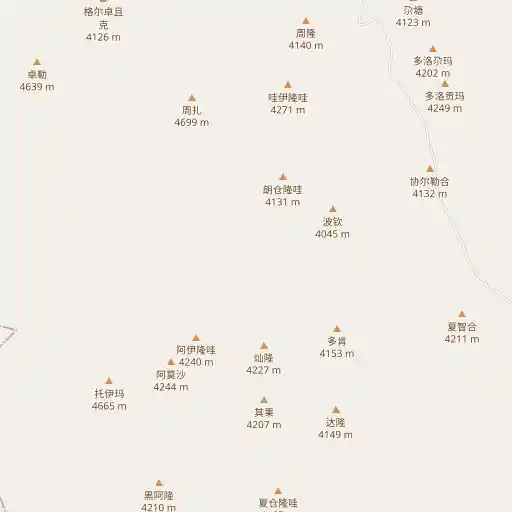 格尔卓且
克
4126 m
周隆
4140 m
尕塘
4123 m
多洛尕玛
4202 m
卓勒
4639 m
周扎
4699 m
哇伊隆哇
4271 m
多洛贡玛
4249 m
朗仓隆哇
4131 m
协尔勒合
4132 m
波钦
4045 m
夏智合
4211 m
多肯
4153 m
阿伊隆哇
4240 m
灿隆
4227 m
阿莫沙
4244 m
托伊玛
4665 m
其果
4207 m
达隆
4149 m
黑阿隆
4210 m
夏仓隆哇